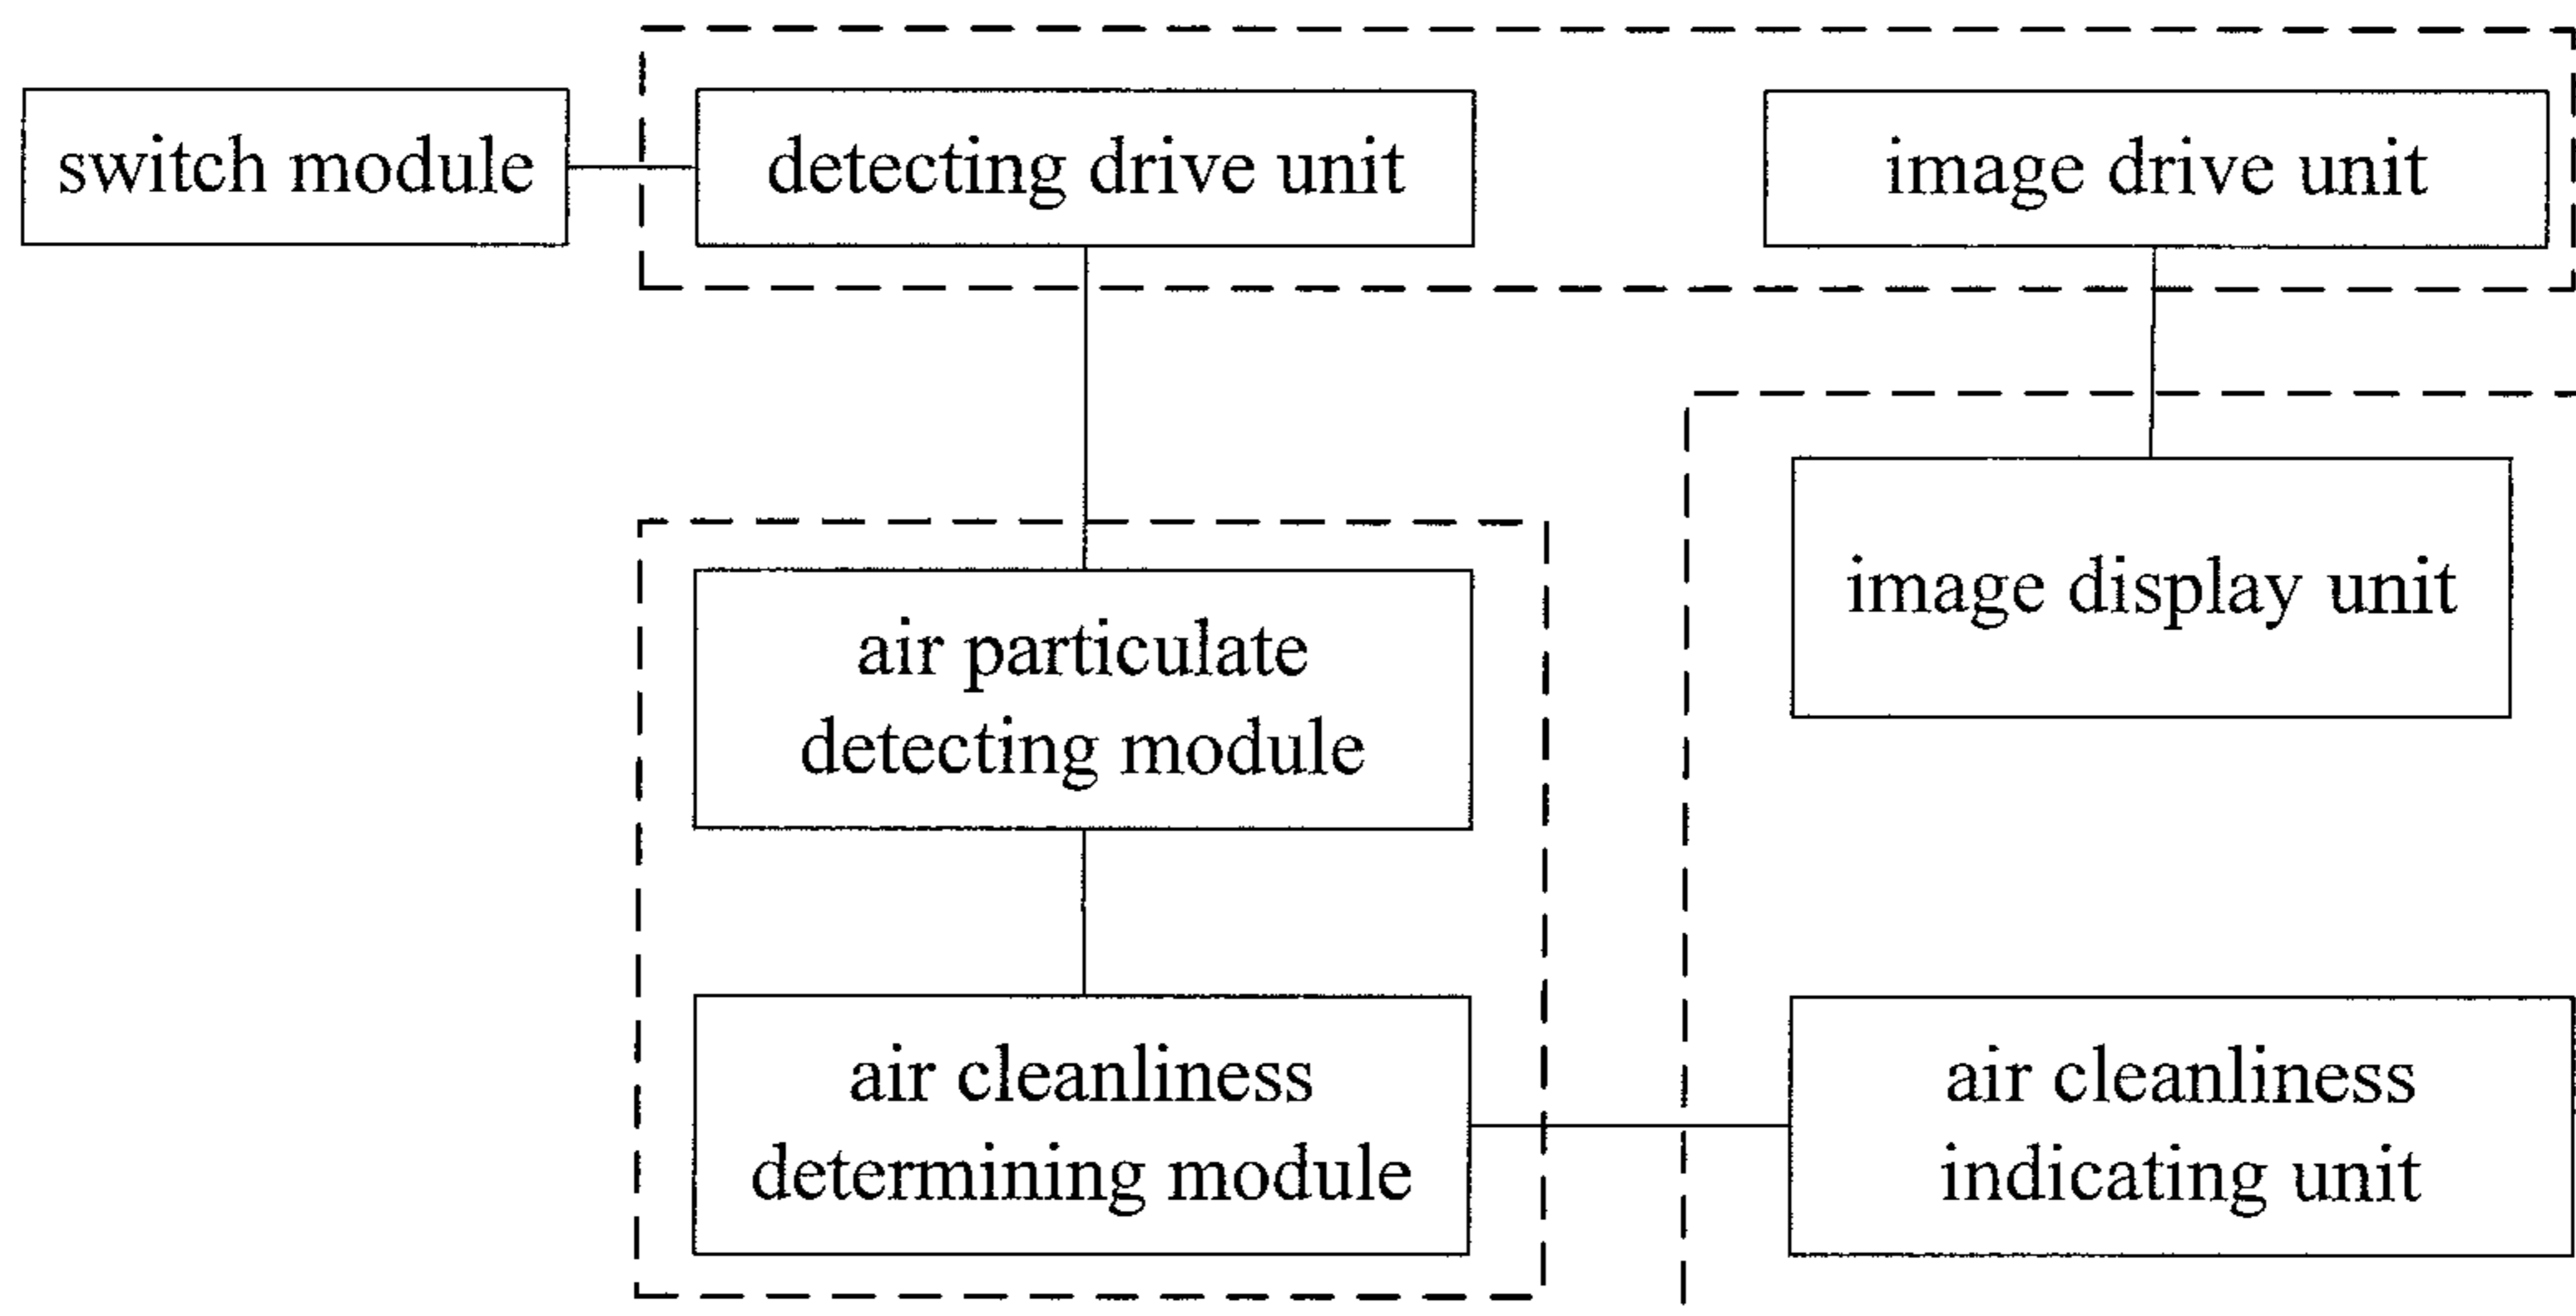 switch module
detecting drive unit
image drive unit
image display unit
air particulate
detecting module
air cleanliness
determining module
air cleanliness
indicating unit